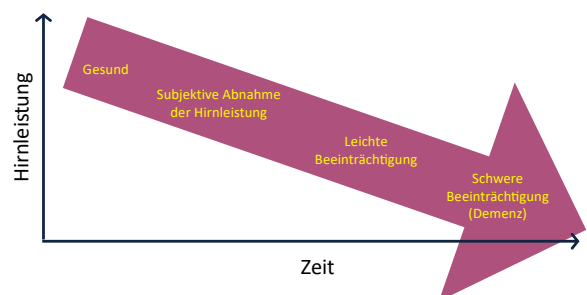 Hirnleistung
Gesund
Subjektive Abnahme
der Hirnleistung
Leichte
Beeinträchtigung
Schwere
Beeinträchtigung
(Demenz)
Zeit